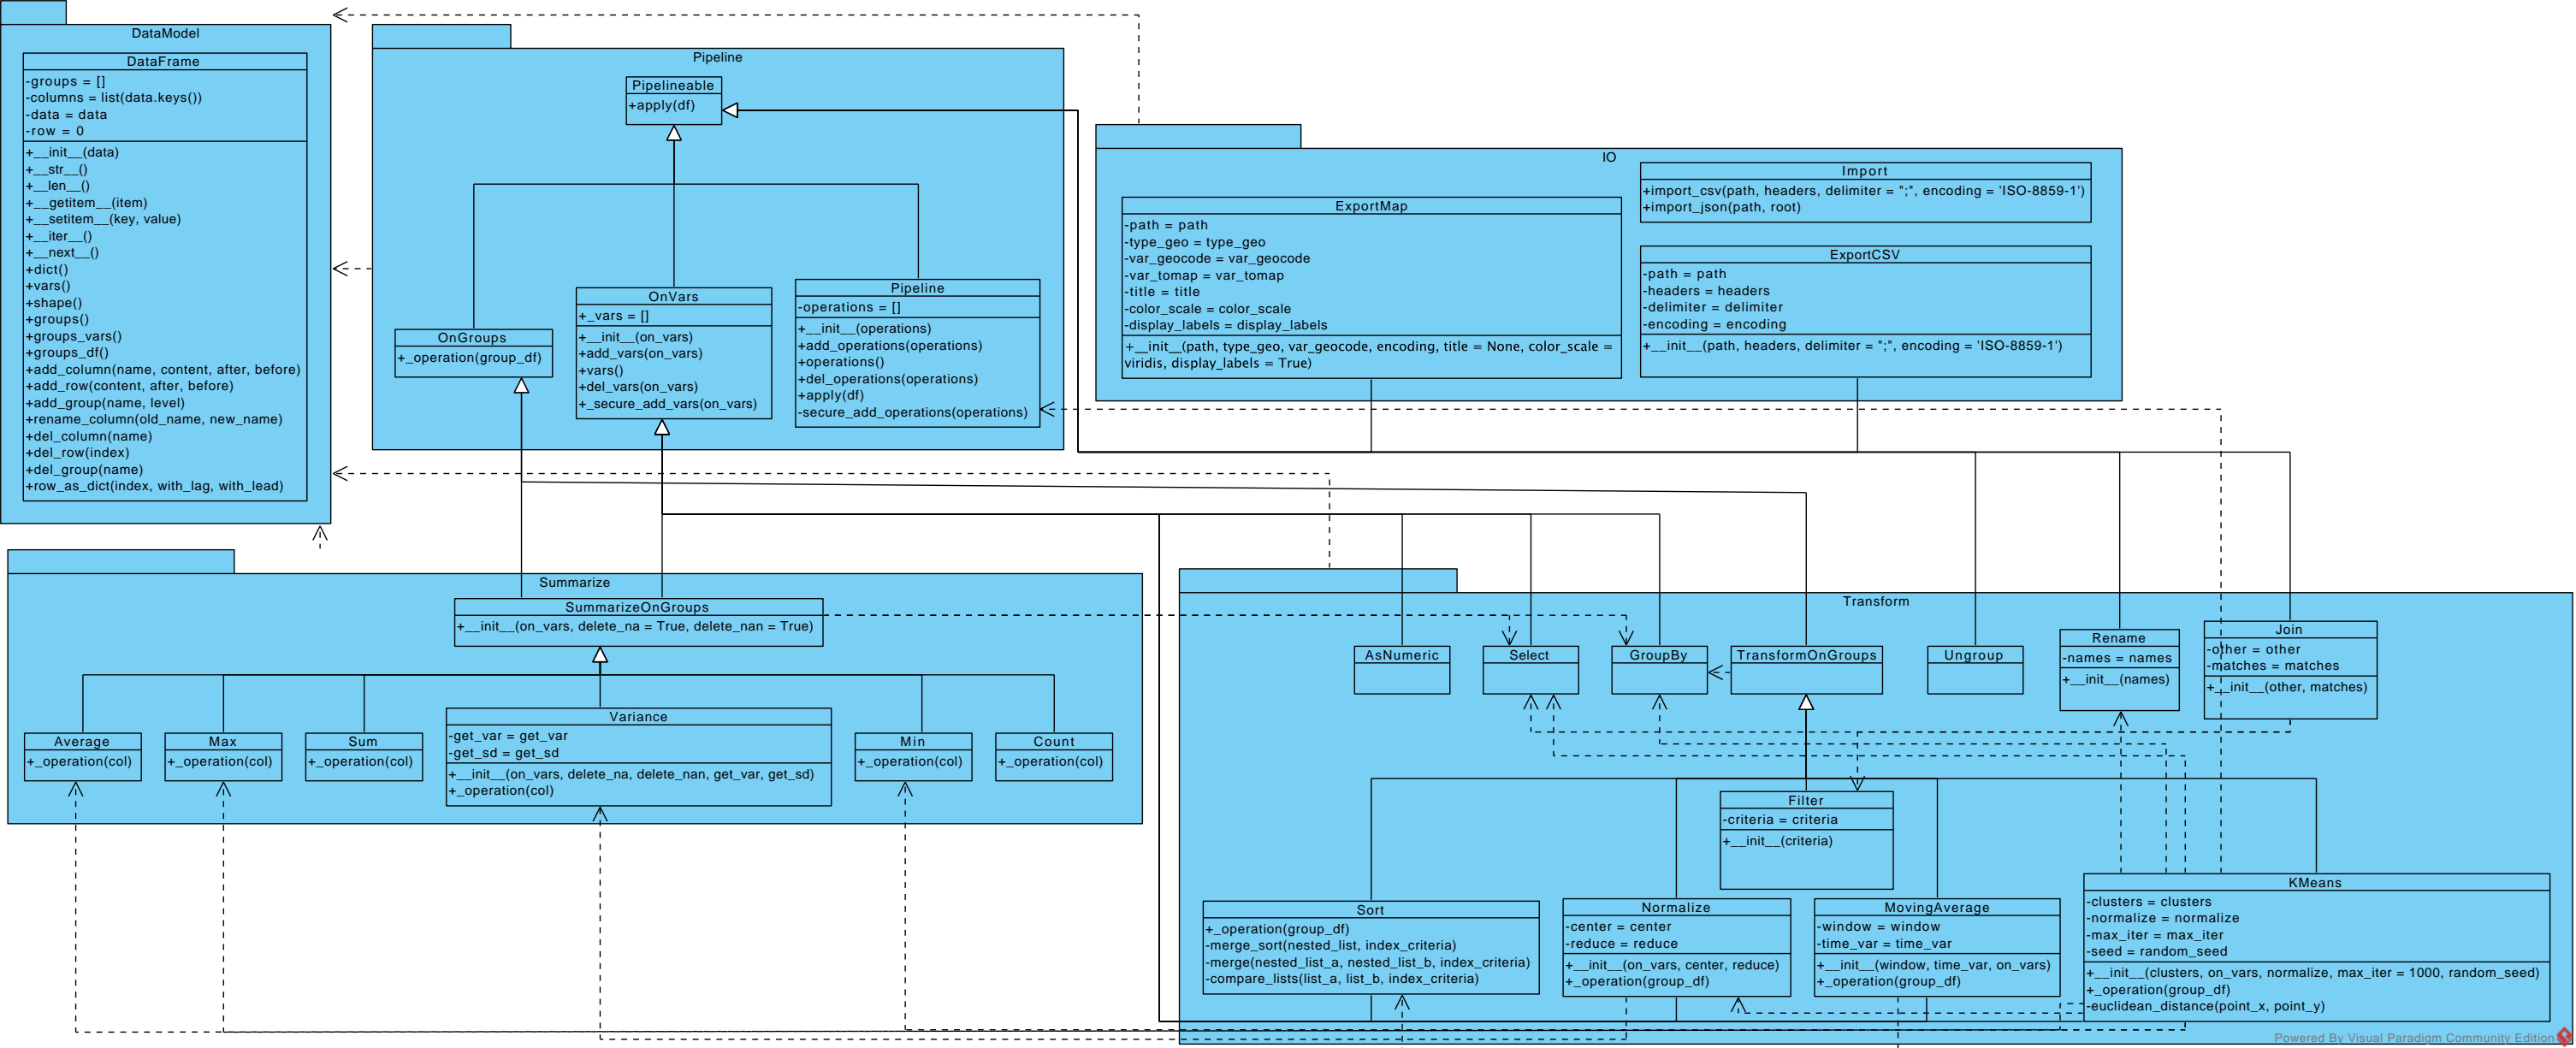 DataModel
DataFrame
-groups = []
-columns = list(data.keys())
-data = data
-row = 0
+__init__(data)
+__str__()
+__len__()
+__getitem__(item)
+__setitem__(key, value)
+__iter__()
+__next__()
+dict()
+vars()
+shape()
+groups()
+groups_vars()
+groups_df()
+add_column(name, content, after, before)
+add_row(content, after, before)
+add_group(name, level)
+rename_column(old_name, new_name)
+del_column(name)
+del_row(index)
+del_group(name)
+row_as_dict(index, with_lag, with_lead)
Pipeline
Pipelineable
+apply(df)
OnGroups
+_operation(group_df)
OnVars
+_vars = []
+__init__(on_vars)
+add_vars(on_vars)
+vars()
+del_vars(on_vars)
+_secure_add_vars(on_vars)
Pipeline
-operations = []
+__init__(operations)
+add_operations(operations)
+operations()
+del_operations(operations)
+apply(df)
-secure_add_operations(operations)
IO
ExportMap
-path = path
-type_geo = type_geo
-var_geocode = var_geocode
-var_tomap = var_tomap
-title = title
-color_scale = color_scale
-display_labels = display_labels
+__init__(path, type_geo, var_geocode, encoding, title = None, color_scale =
viridis, display_labels = True)
Import
+import_csv(path, headers, delimiter = ";", encoding = 'ISO-8859-1')
+import_json(path, root)
ExportCSV
-path = path
-headers = headers
-delimiter = delimiter
-encoding = encoding
+__init__(path, headers, delimiter = ";", encoding = 'ISO-8859-1')
Summarize
SummarizeOnGroups
+__init__(on_vars, delete_na = True, delete_nan = True)
Average
+_operation(col)
Max
+_operation(col)
Sum
+_operation(col)
Variance
-get_var = get_var
-get_sd = get_sd
+__init__(on_vars, delete_na, delete_nan, get_var, get_sd)
+_operation(col)
Min
+_operation(col)
Count
+_operation(col)
Transform
AsNumeric
Select
GroupBy
TransformOnGroups
Ungroup
Rename
-names = names
+__init__(names)
Join
-other = other
-matches = matches
+__init__(other, matches)
Filter
-criteria = criteria
+__init__(criteria)
Sort
+_operation(group_df)
-merge_sort(nested_list, index_criteria)
-merge(nested_list_a, nested_list_b, index_criteria)
-compare_lists(list_a, list_b, index_criteria)
Normalize
-center = center
-reduce = reduce
+__init__(on_vars, center, reduce)
+_operation(group_df)
MovingAverage
-window = window
-time_var = time_var
+__init__(window, time_var, on_vars)
+_operation(group_df)
KMeans
-clusters = clusters
-normalize = normalize
-max_iter = max_iter
-seed = random_seed
+__init__(clusters, on_vars, normalize, max_iter = 1000, random_seed)
+_operation(group_df)
-euclidean_distance(point_x, point_y)
Powered By Visual Paradigm Community Edition